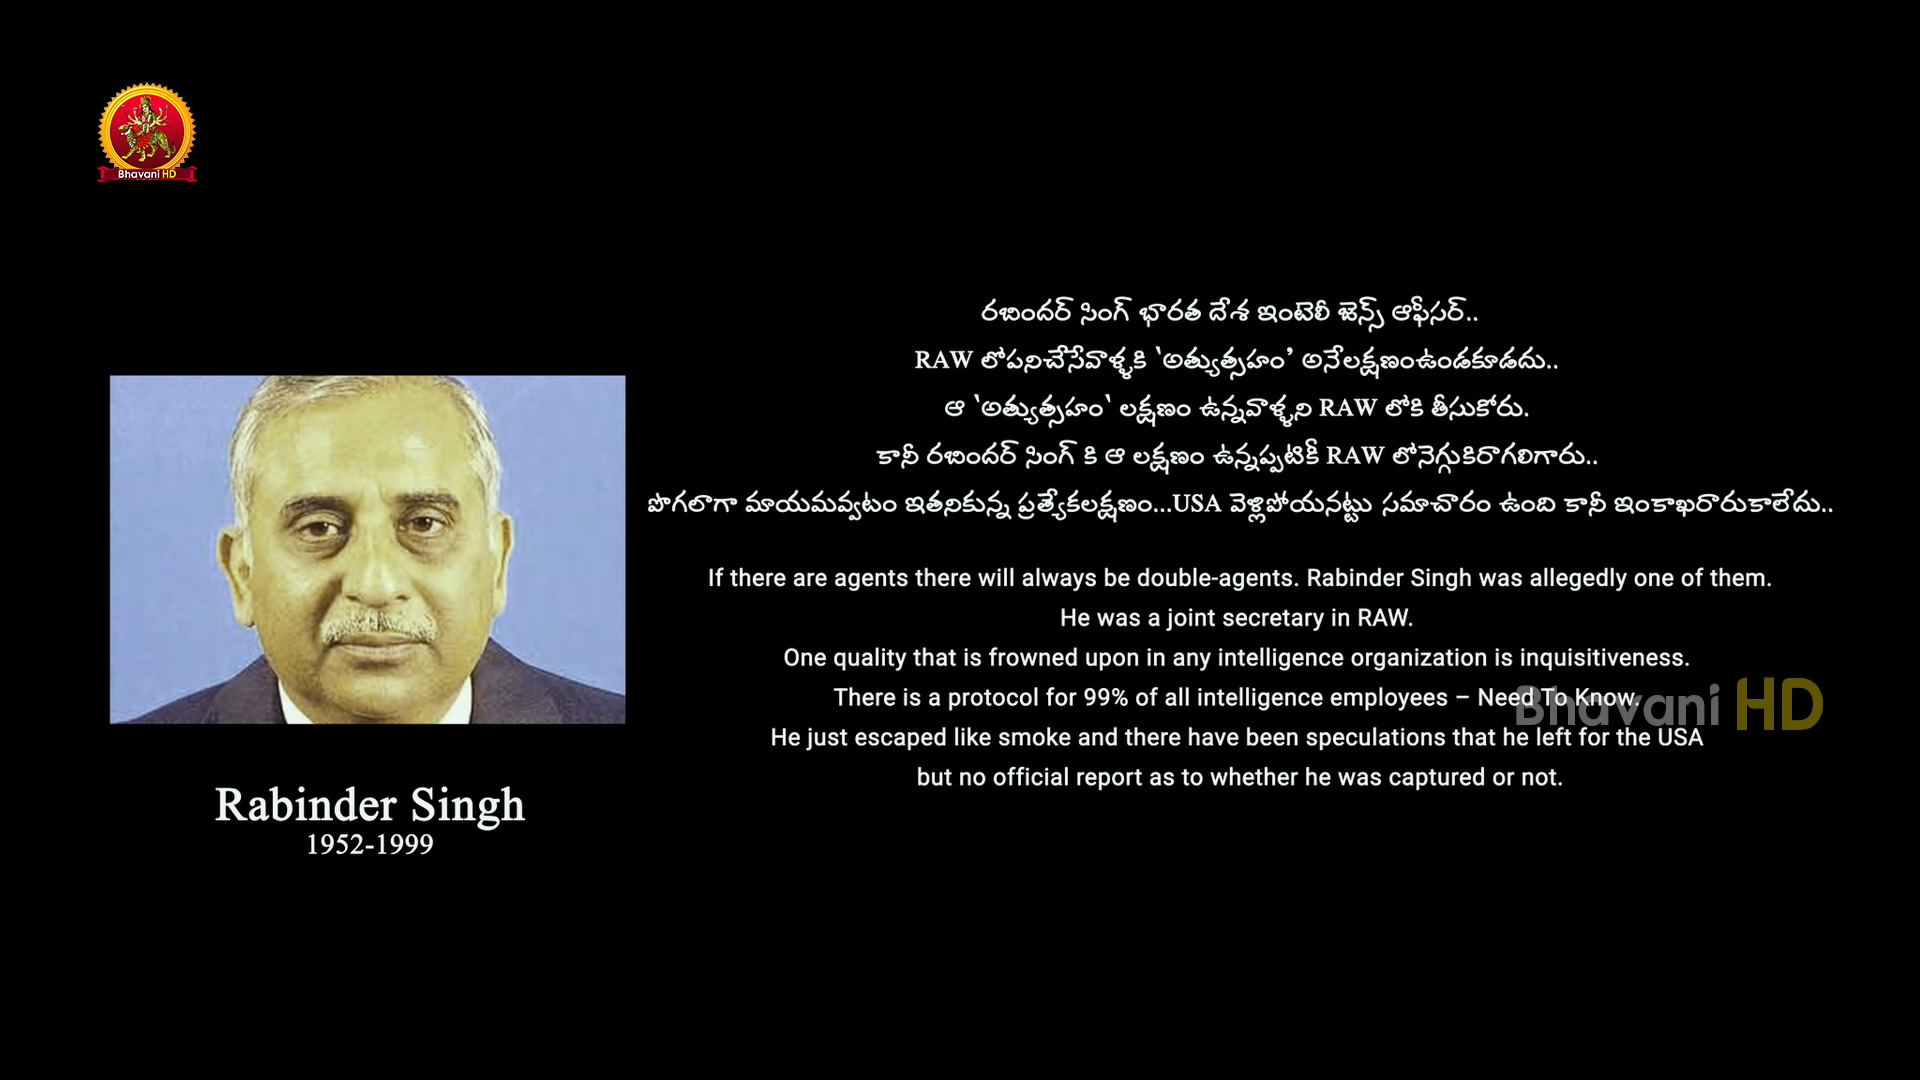 Bhavani HD
రబిందర్ సింగ్ భారత దేశ ఇంటెలీ జెన్స్ ఆఫీసర్..
RAW లోపనిచేసేవాళ్ళకి 'అత్యుత్సహం' అనేలక్షణంఉండకూడదు..
ఆ 'అత్యుత్సహం' లక్షణం ఉన్నవాళ్ళని RAW లోకి తీసుకోరు.
కానీ రబిందర్ సింగ్ కి ఆ లక్షణం ఉన్నప్పటికీ RAW లోనెగ్గుకిరాగలిగారు..
పొగలాగా మాయమవ్వటం ఇతనికున్న ప్రత్యేకలక్షణం...USA వెళ్లిపోయనట్టు సమాచారం ఉంది కానీ ఇంకాఖరారుకాలేదు..
If there are agents there will always be double-agents. Rabinder Singh was allegedly one of them.
He was a joint secretary in RAW.
One quality that is frowned upon in any intelligence organization is inquisitiveness.
There is a protocol for 99% of all intelligence employees – Need To Know.
Bhavani HD
He just escaped like smoke and there have been speculations that he left for the USA
but no official report as to whether he was captured or not.
Rabinder Singh
1952-1999